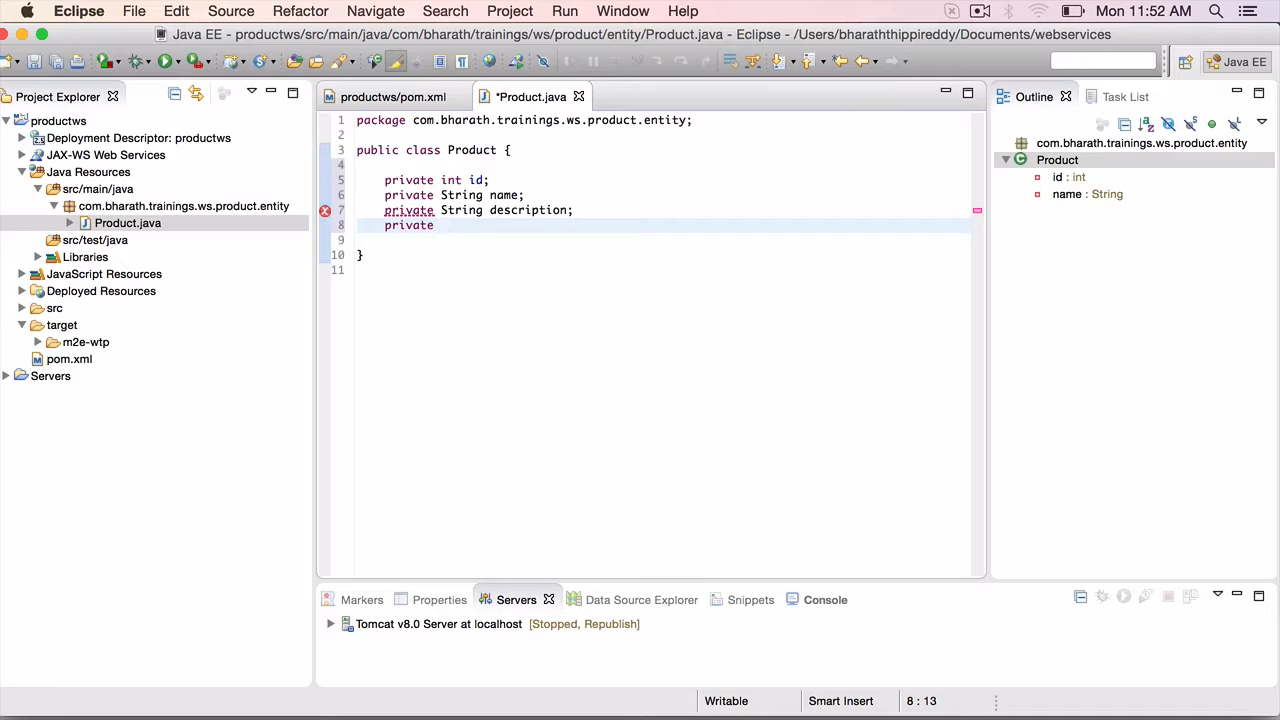 Eclipse File Edit Source Refactor Navigate Search Project Run Window Help Mon 11:52 AM
Java EE - productws/src/main/java/com/bharath/trainings/ws/product/entity/Product.java - Eclipse - /Users/bharaththippireddy/Documents/webservices
Java EE
Project Explorer
productws
Deployment Descriptor: productws
JAX-WS Web Services
Java Resources
src/main/java
com.bharath.trainings.ws.product.entity
Product.java
src/test/java
Libraries
JavaScript Resources
Deployed Resources
src
target
m2e-wtp
pom.xml
Servers
productws/pom.xml *Product.java
1 package com.bharath.trainings.ws.product.entity;
2
3 public class Product {
4
5 private int id;
6 private String name;
7 private String description;
8 private
9
10 }
11
Outline Task List
com.bharath.trainings.ws.product.entity
Product
id : int
name : String
Markers Properties Servers Data Source Explorer Snippets Console
Tomcat v8.0 Server at localhost [Stopped, Republish]
Writable Smart Insert 8 : 13